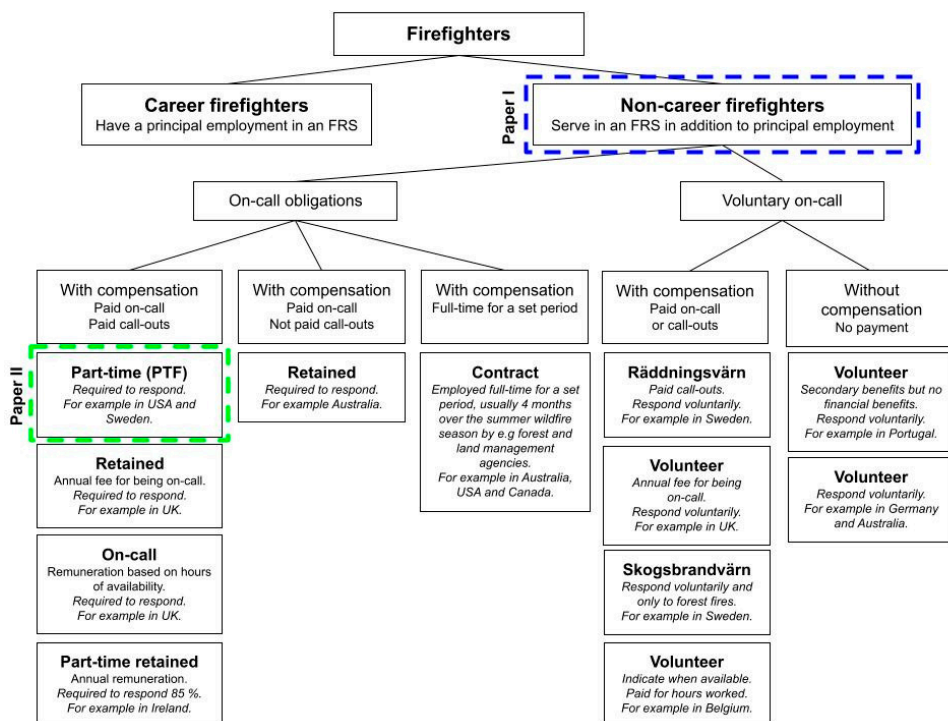 Firefighters
Career firefighters
Have a principal employment in an FRS
Paper I
Non-career firefighters
Serve in an FRS in addition to principal employment
On-call obligations
Voluntary on-call
With compensation
Paid on-call
Paid call-outs
With compensation
Paid on-call
Not paid call-outs
With compensation
Full-time for a set period
With compensation
Paid on-call
or call-outs
Without
compensation
No payment
Paper II
Part-time (PTF)
Required to respond.
For example in USA and
Sweden.
Retained
Annual fee for being on-call.
Required to respond.
For example in UK.
On-call
Remuneration based on hours
of availability.
Required to respond.
For example in UK.
Part-time retained
Annual remuneration.
Required to respond 85 %.
For example in Ireland.
Retained
Required to respond.
For example Australia.
Contract
Employed full-time for a set
period, usually 4 months
over the summer wildfire
season by e.g forest and
land management
agencies.
For example in Australia,
USA and Canada.
Räddningsvärn
Paid call-outs.
Respond voluntarily.
For example in Sweden.
Volunteer
Annual fee for being
on-call.
Respond voluntarily.
For example in UK.
Skogsbrandvärn
Respond voluntarily and
only to forest fires.
For example in Sweden.
Volunteer
Indicate when available.
Paid for hours worked.
For example in Belgium.
Volunteer
Secondary benefits but no
financial benefits.
Respond voluntarily.
For example in Portugal.
Volunteer
Respond voluntarily.
For example in Germany
and Australia.